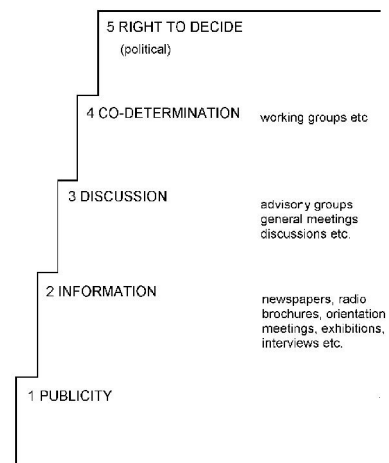 5 RIGHT TO DECIDE
(political)
4 CO-DETERMINATION
working groups etc
3 DISCUSSION
advisory groups
general meetings
discussions etc.
2 INFORMATION
newspapers, radio
brochures, orientation
meetings, exhibitions,
interviews etc.
1 PUBLICITY